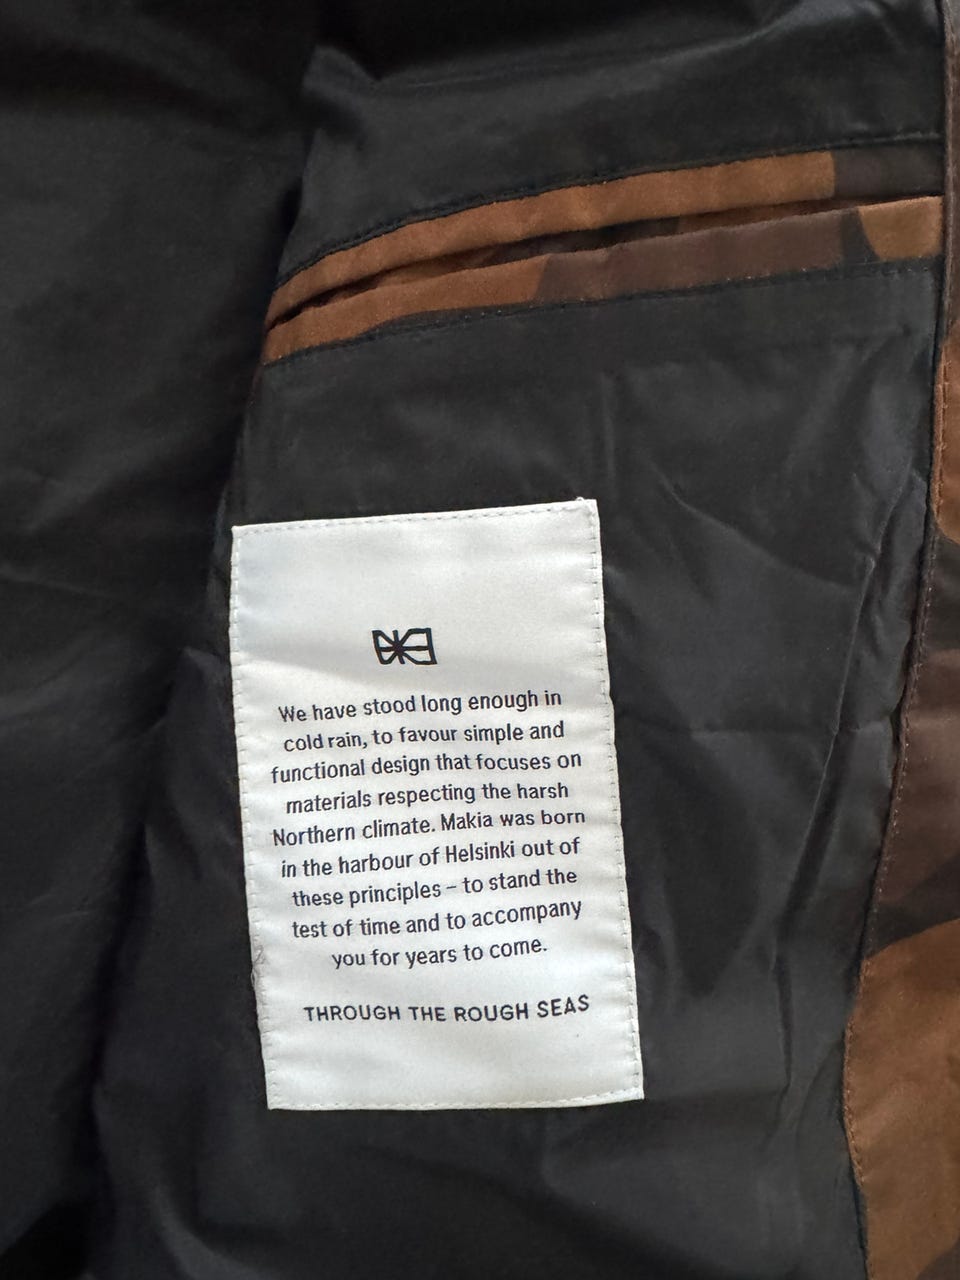 We have stood long enough in
cold rain, to favour simple and
functional design that focuses on
materials respecting the harsh
Northern climate. Makia was born
in the harbour of Helsinki out of
these principles – to stand the
test of time and to accompany
you for years to come.
THROUGH THE ROUGH SEAS